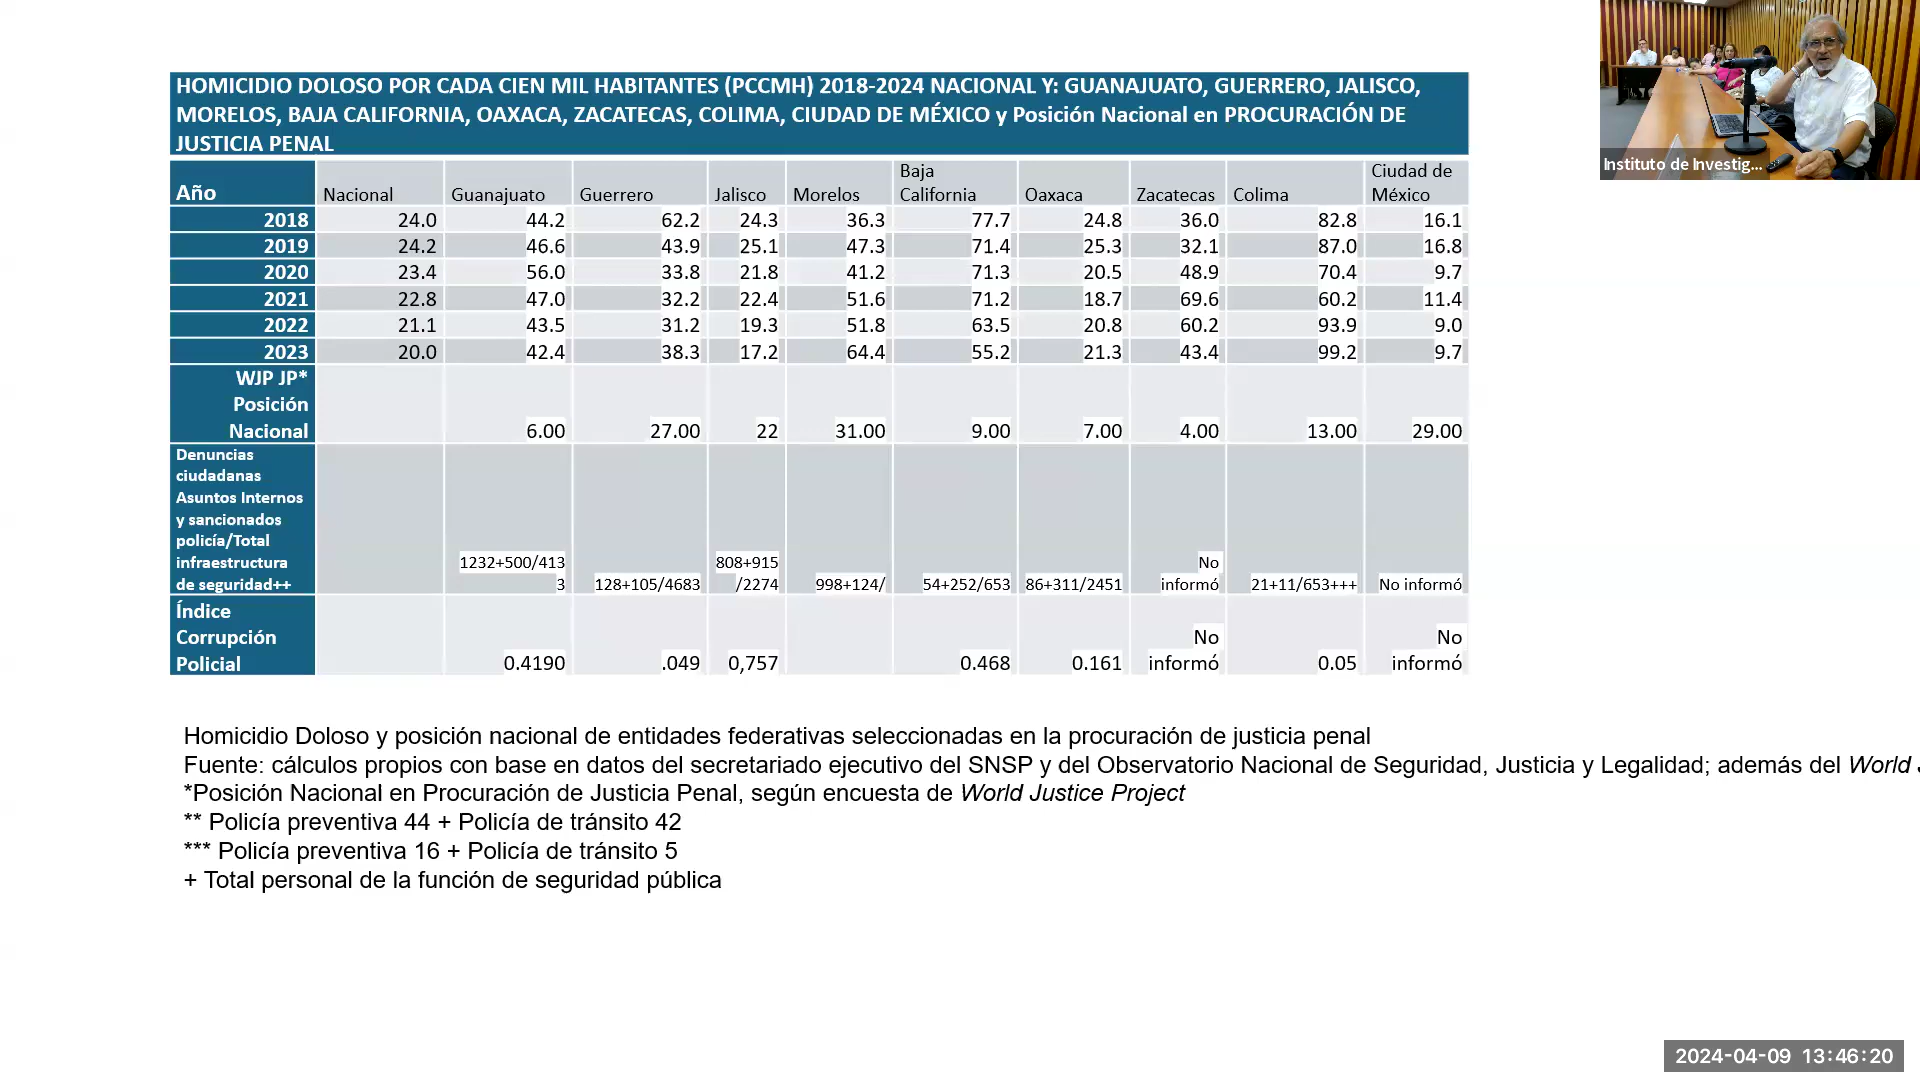 HOMICIDIO DOLOSO POR CADA CIEN MIL HABITANTES (PCCMH) 2018-2024 NACIONAL Y: GUANAJUATO, GUERRERO, JALISCO,
MORELOS, BAJA CALIFORNIA, OAXACA, ZACATECAS, COLIMA, CIUDAD DE MÉXICO y Posición Nacional en PROCURACIÓN DE
JUSTICIA PENAL
Año Nacional Guanajuato Guerrero Jalisco Morelos Baja California Oaxaca Zacatecas Colima Ciudad de México
2018 24.0 44.2 62.2 24.3 36.3 77.7 24.8 36.0 82.8 16.1
2019 24.2 46.6 43.9 25.1 47.3 71.4 25.3 32.1 87.0 16.8
2020 23.4 56.0 33.8 21.8 41.2 71.3 20.5 48.9 70.4 9.7
2021 22.8 47.0 32.2 22.4 51.6 71.2 18.7 69.6 60.2 11.4
2022 21.1 43.5 31.2 19.3 51.8 63.5 20.8 60.2 93.9 9.0
2023 20.0 42.4 38.3 17.2 64.4 55.2 21.3 43.4 99.2 9.7
WJP JP*
Posición
Nacional 6.00 27.00 22 31.00 9.00 7.00 4.00 13.00 29.00
Denuncias
ciudadanas
Asuntos Internos
y sancionados
policía/Total
infraestructura
de seguridad++ 1232+500/4133 128+105/4683 808+915/2274 998+124/ 54+252/653 86+311/2451 No informó 21+11/653+++ No informó
Índice
Corrupción
Policial 0.4190 .049 0,757 0.468 0.161 No informó 0.05 No informó
Homicidio Doloso y posición nacional de entidades federativas seleccionadas en la procuración de justicia penal
Fuente: cálculos propios con base en datos del secretariado ejecutivo del SNSP y del Observatorio Nacional de Seguridad, Justicia y Legalidad; además del World
*Posición Nacional en Procuración de Justicia Penal, según encuesta de World Justice Project
** Policía preventiva 44 + Policía de tránsito 42
*** Policía preventiva 16 + Policía de tránsito 5
+ Total personal de la función de seguridad pública
Instituto de Investig...
2024-04-09 13:46:20